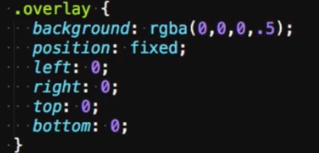 .overlay {
background: rgba(0,0,0,.5);
position: fixed;
left: 0;
right: 0;
top: 0;
bottom: 0;
}